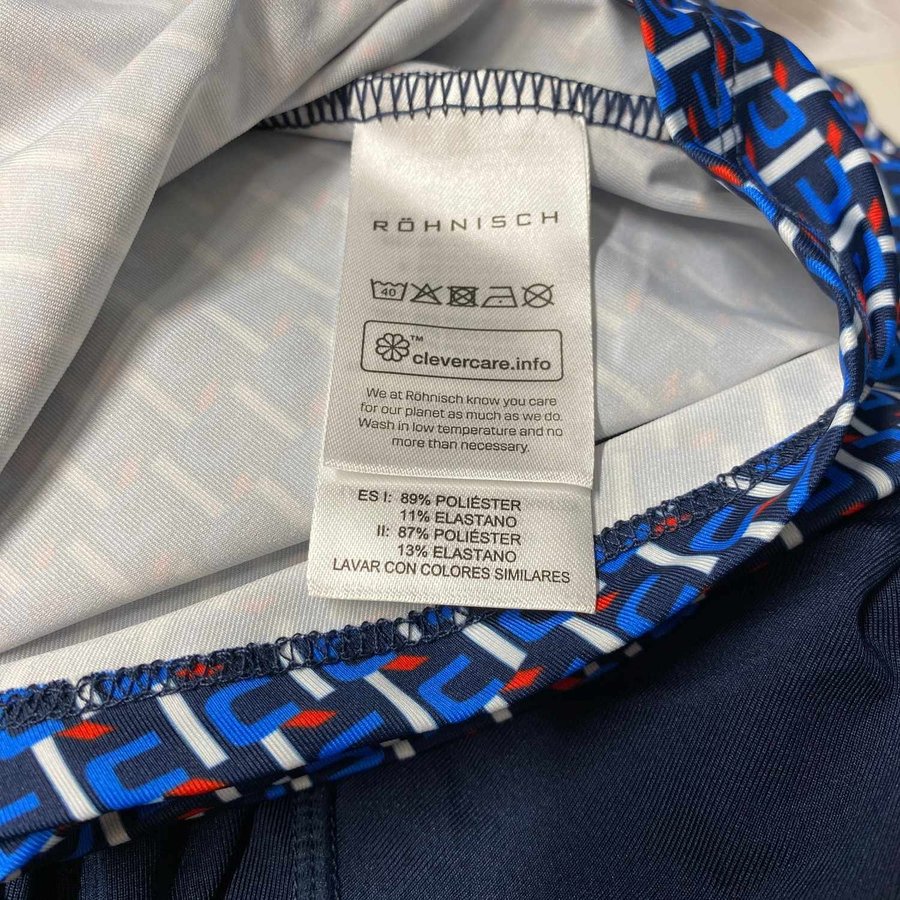 RÖHNISCH
40
™
clevercare.info
We at Röhnisch know you care
for our planet as much as we do.
Wash in low temperature and no
more than necessary.
ES I: 89% POLIÉSTER
11% ELASTANO
II: 87% POLIÉSTER
13% ELASTANO
LAVAR CON COLORES SIMILARES